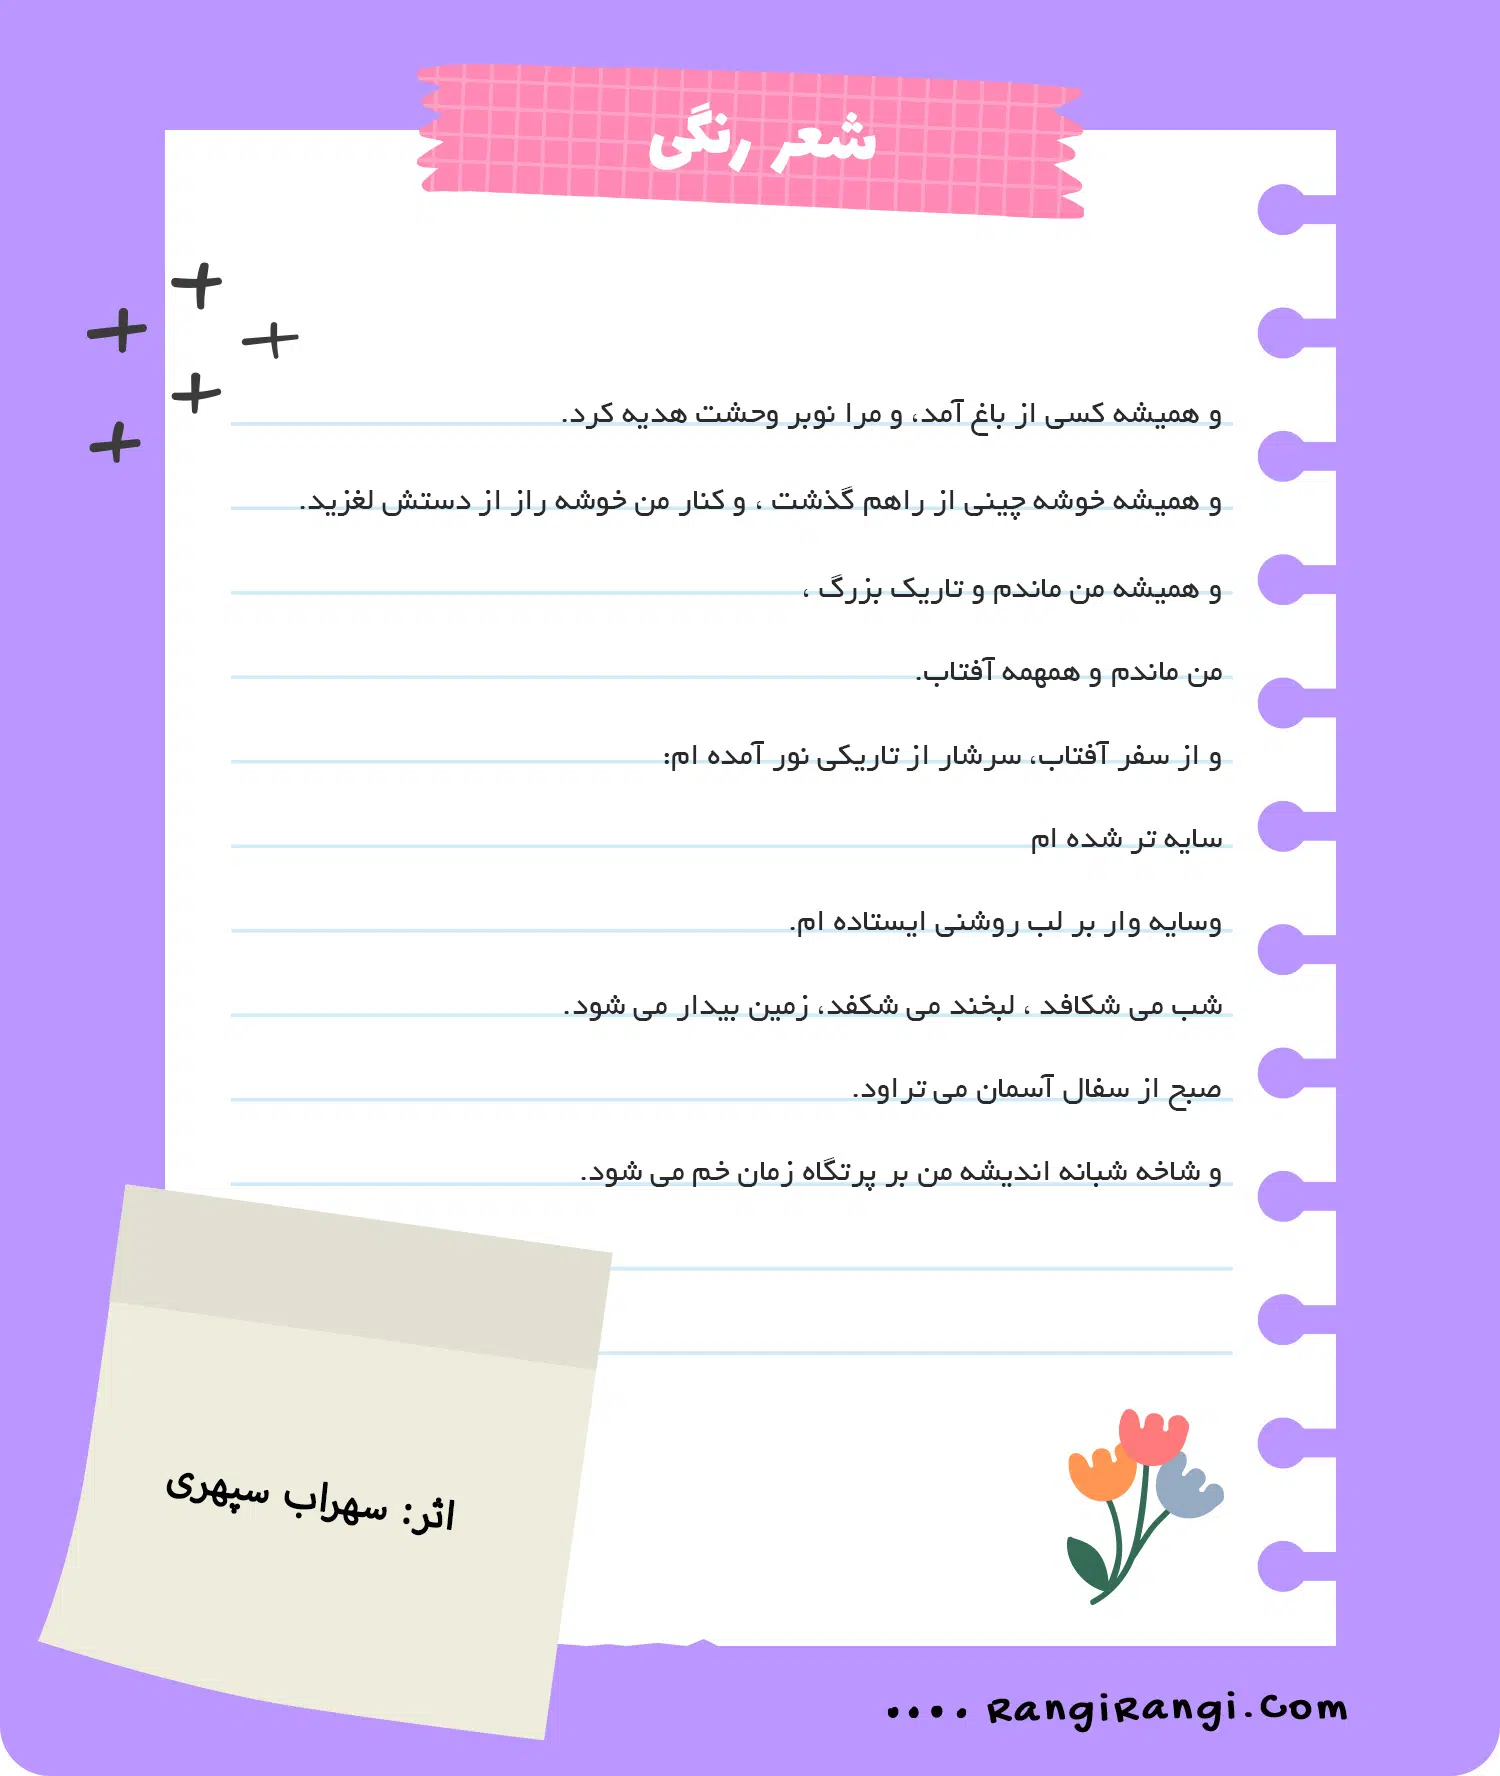 شعر رنگی
و همیشه کسی از باغ آمد، و مرا نوبر وحشت هدیه کرد.
و همیشه خوشه چینی از راهم گذشت ، و کنار من خوشه راز از دستش لغزید.
و همیشه من ماندم و تاریک بزرگ ،
من ماندم و همهمه آفتاب.
و از سفر آفتاب، سرشار از تاریکی نور آمده ام:
سایه تر شده ام
وسایه وار بر لب روشنی ایستاده ام.
شب می شکافد ، لبخند می شکفد، زمین بیدار می شود.
صبح از سفال آسمان می تراود.
و شاخه شبانه اندیشه من بر پرتگاه زمان خم می شود.
اثر: سهراب سپهری
.... RangiRangi.Com